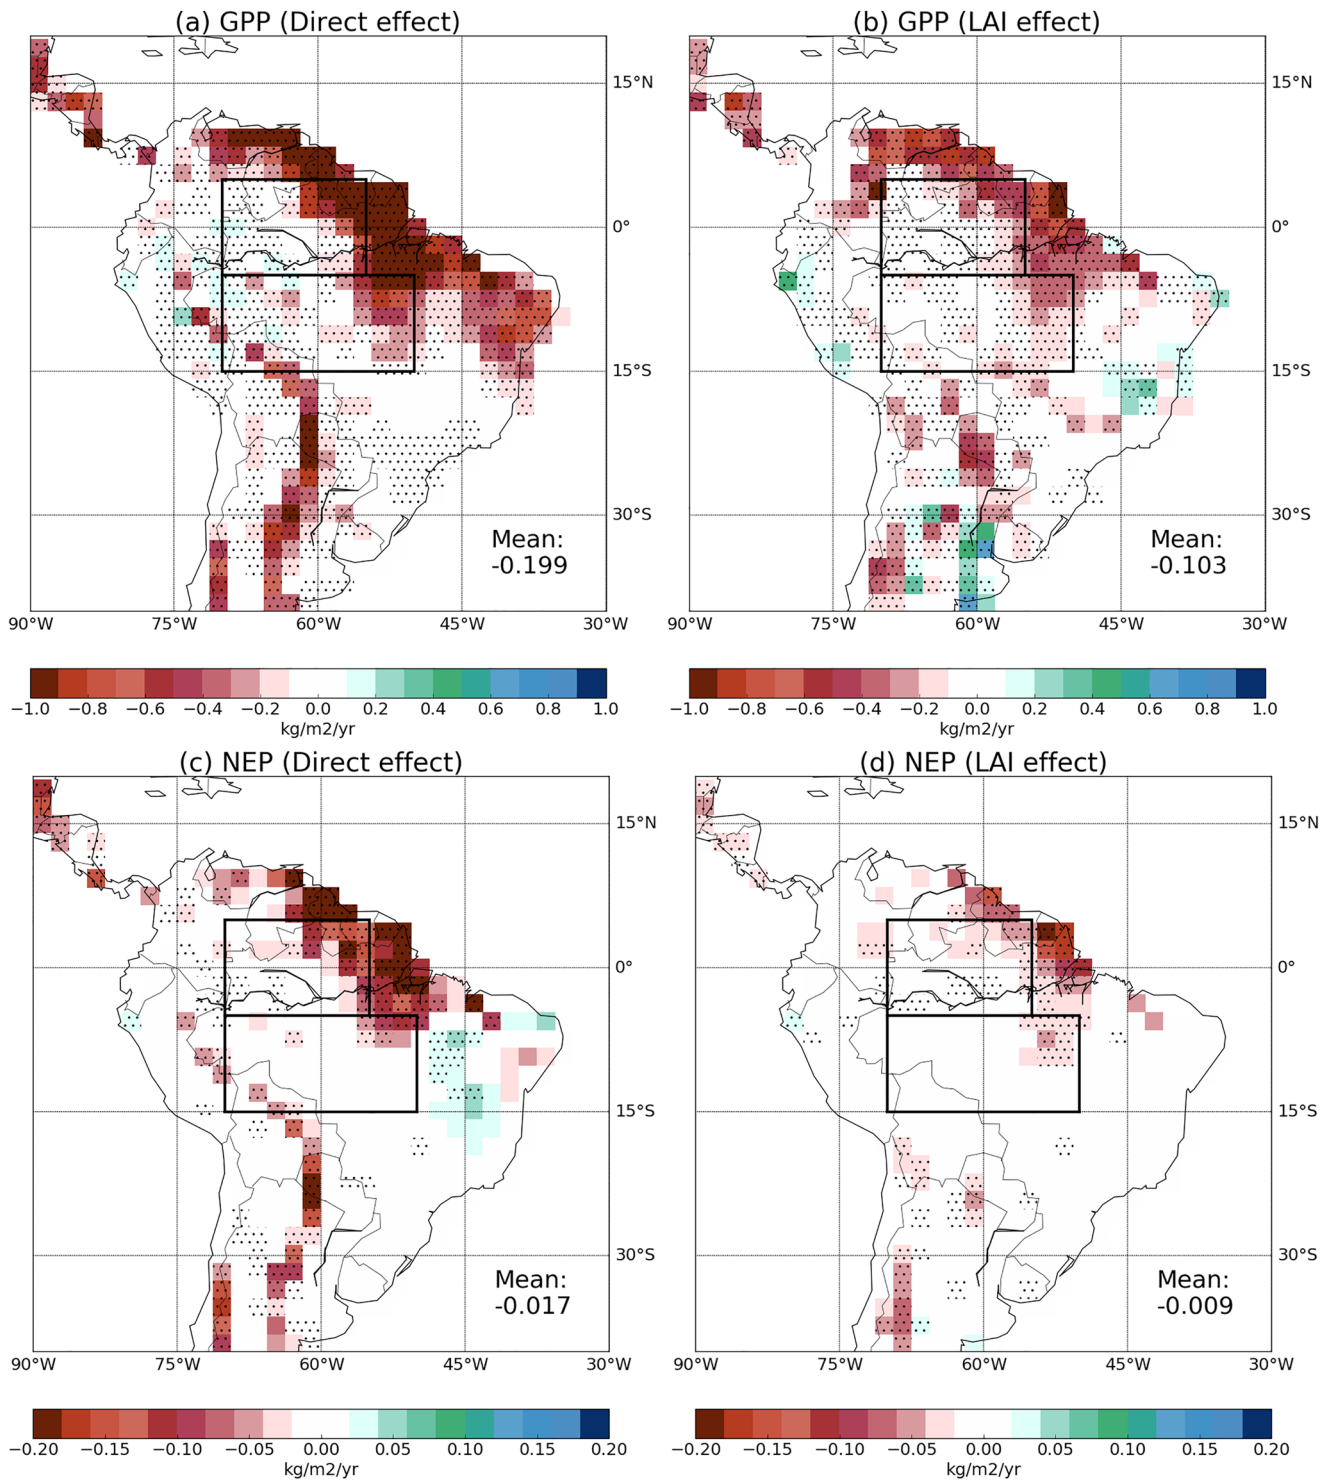 (a) GPP (Direct effect)
(b) GPP (LAI effect)
15°N
15°N
0°
0°
15°S
15°S
30°S
30°S
Mean:
-0.199
Mean:
-0.103
90°W 75°W 60°W 45°W 30°W
90°W 75°W 60°W 45°W 30°W
−1.0 −0.8 −0.6 −0.4 −0.2 0.0 0.2 0.4 0.6 0.8 1.0
−1.0 −0.8 −0.6 −0.4 −0.2 0.0 0.2 0.4 0.6 0.8 1.0
kg/m2/yr
kg/m2/yr
(c) NEP (Direct effect)
(d) NEP (LAI effect)
15°N
15°N
0°
0°
15°S
15°S
30°S
30°S
Mean:
-0.017
Mean:
-0.009
90°W 75°W 60°W 45°W 30°W
90°W 75°W 60°W 45°W 30°W
−0.20 −0.15 −0.10 −0.05 0.00 0.05 0.10 0.15 0.20
−0.20 −0.15 −0.10 −0.05 0.00 0.05 0.10 0.15 0.20
kg/m2/yr
kg/m2/yr